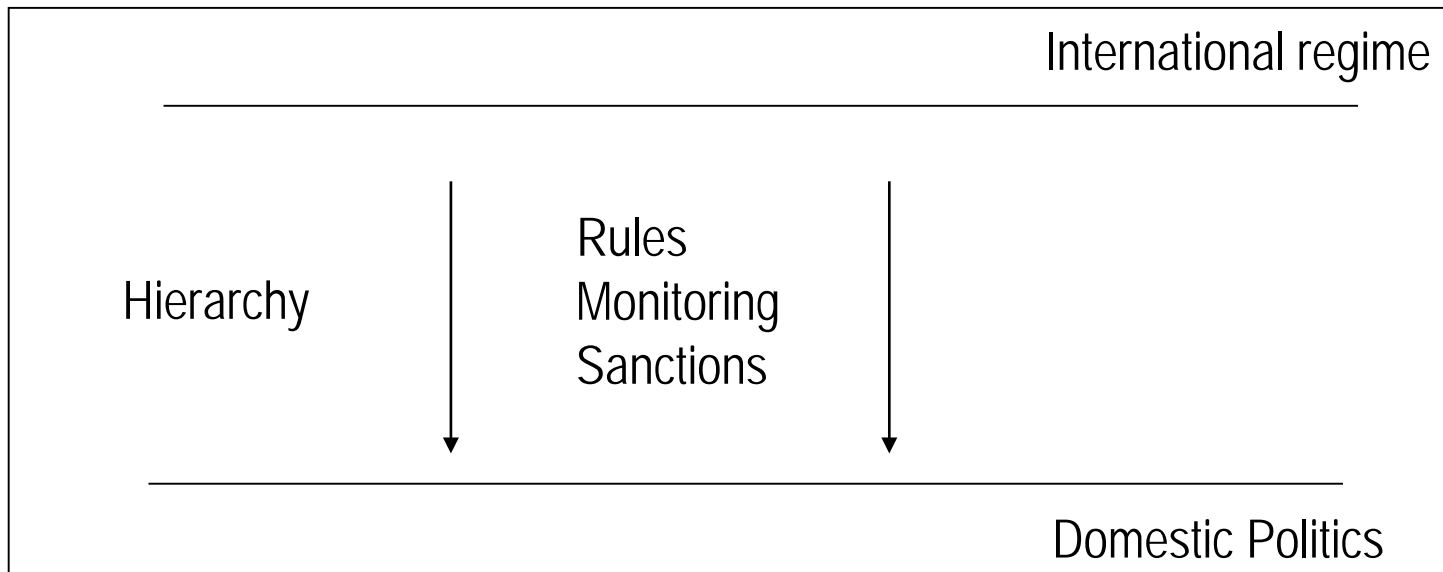 International regime
Rules
Hierarchy
Monitoring
Sanctions
Domestic Politics